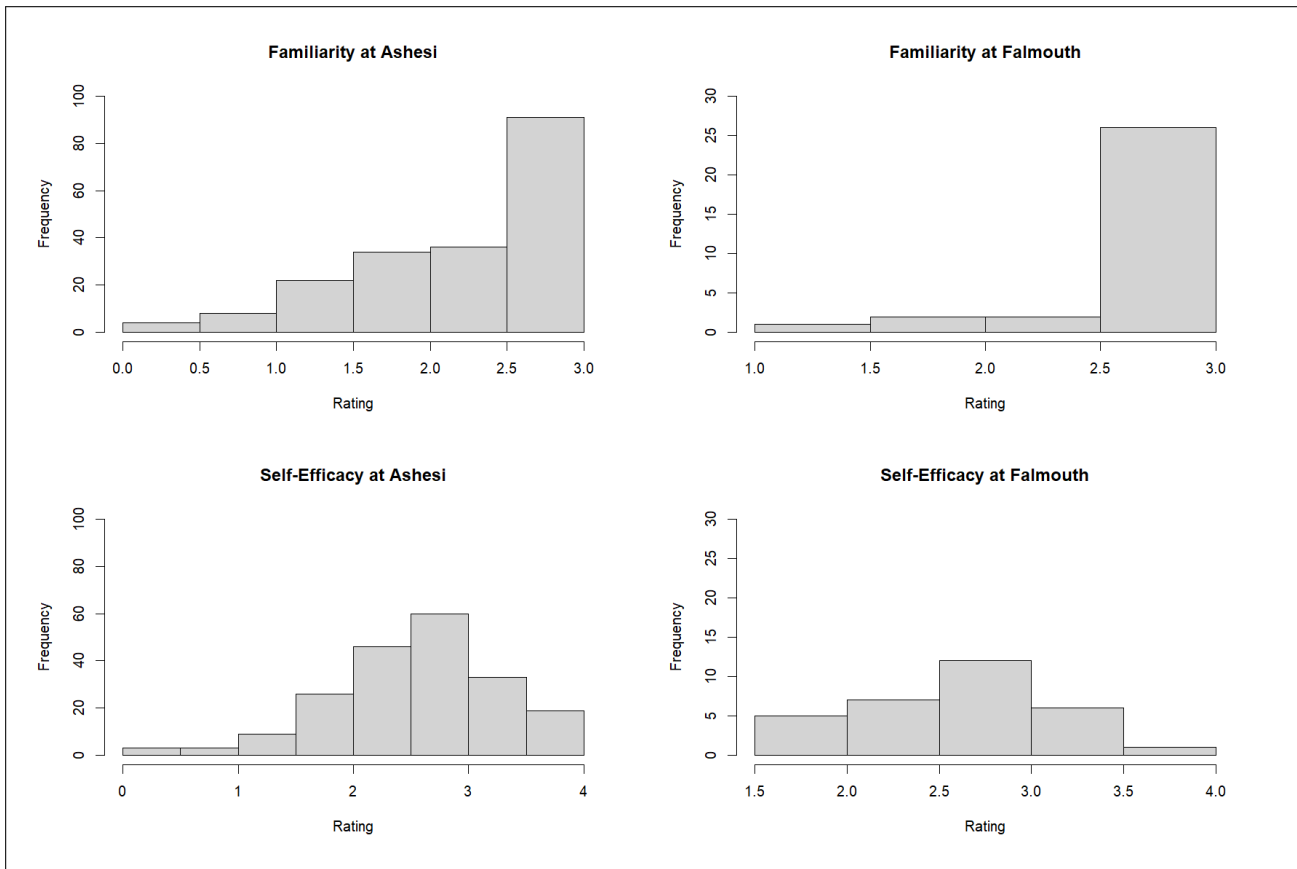 Familiarity at Ashesi
Frequency
100
80
60
40
20
0
0.0 0.5 1.0 1.5 2.0 2.5 3.0
Rating
Familiarity at Falmouth
Frequency
30
25
20
15
10
5
0
1.0 1.5 2.0 2.5 3.0
Rating
Self-Efficacy at Ashesi
Frequency
100
80
60
40
20
0
0 1 2 3 4
Rating
Self-Efficacy at Falmouth
Frequency
30
25
20
15
10
5
0
1.5 2.0 2.5 3.0 3.5 4.0
Rating